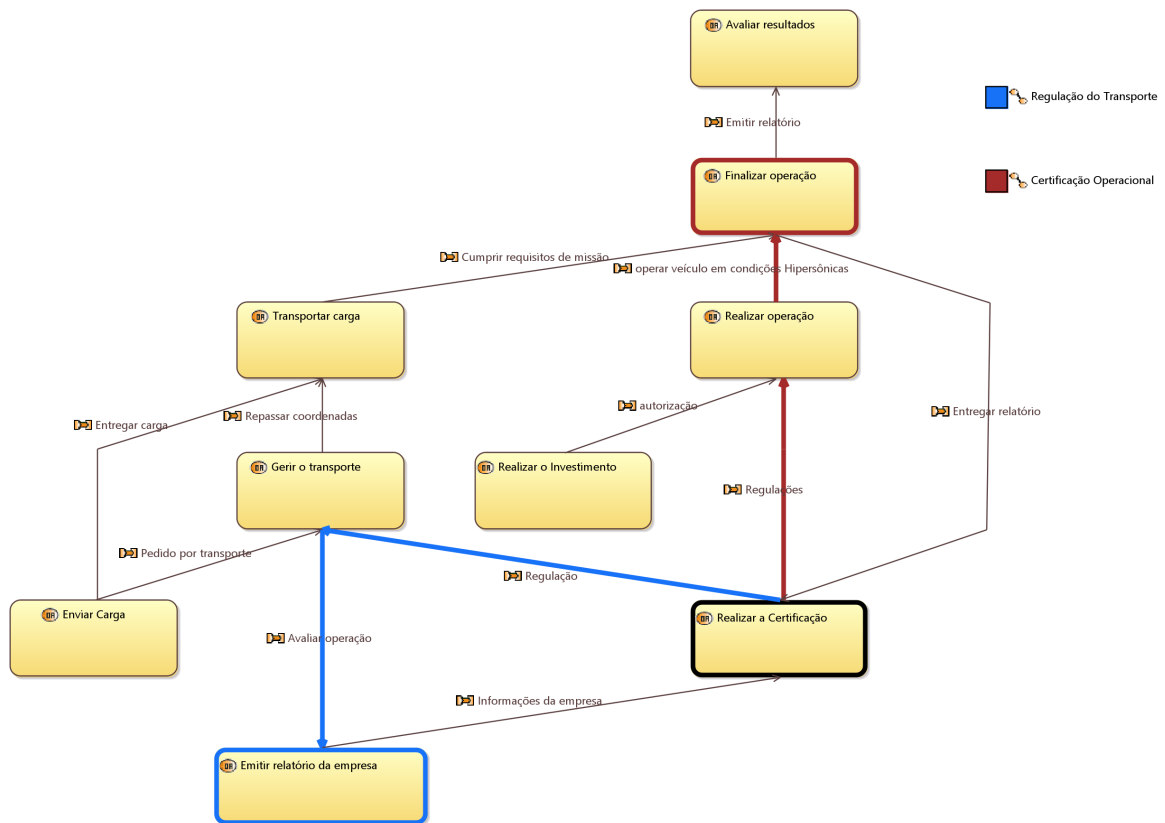 Avaliar resultados
Regulação do Transporte
Emitir relatório
Finalizar operação
Certificação Operacional
Cumprir requisitos de missão
operar veículo em condições Hipersônicas
Transportar carga
Realizar operação
autorização
Entregar relatório
Repassar coordenadas
Entregar carga
Gerir o transporte
Realizar o Investimento
Regulações
Pedido por transporte
Regulação
Enviar Carga
Realizar a Certificação
Avaliar operação
Informações da empresa
Emitir relatório da empresa